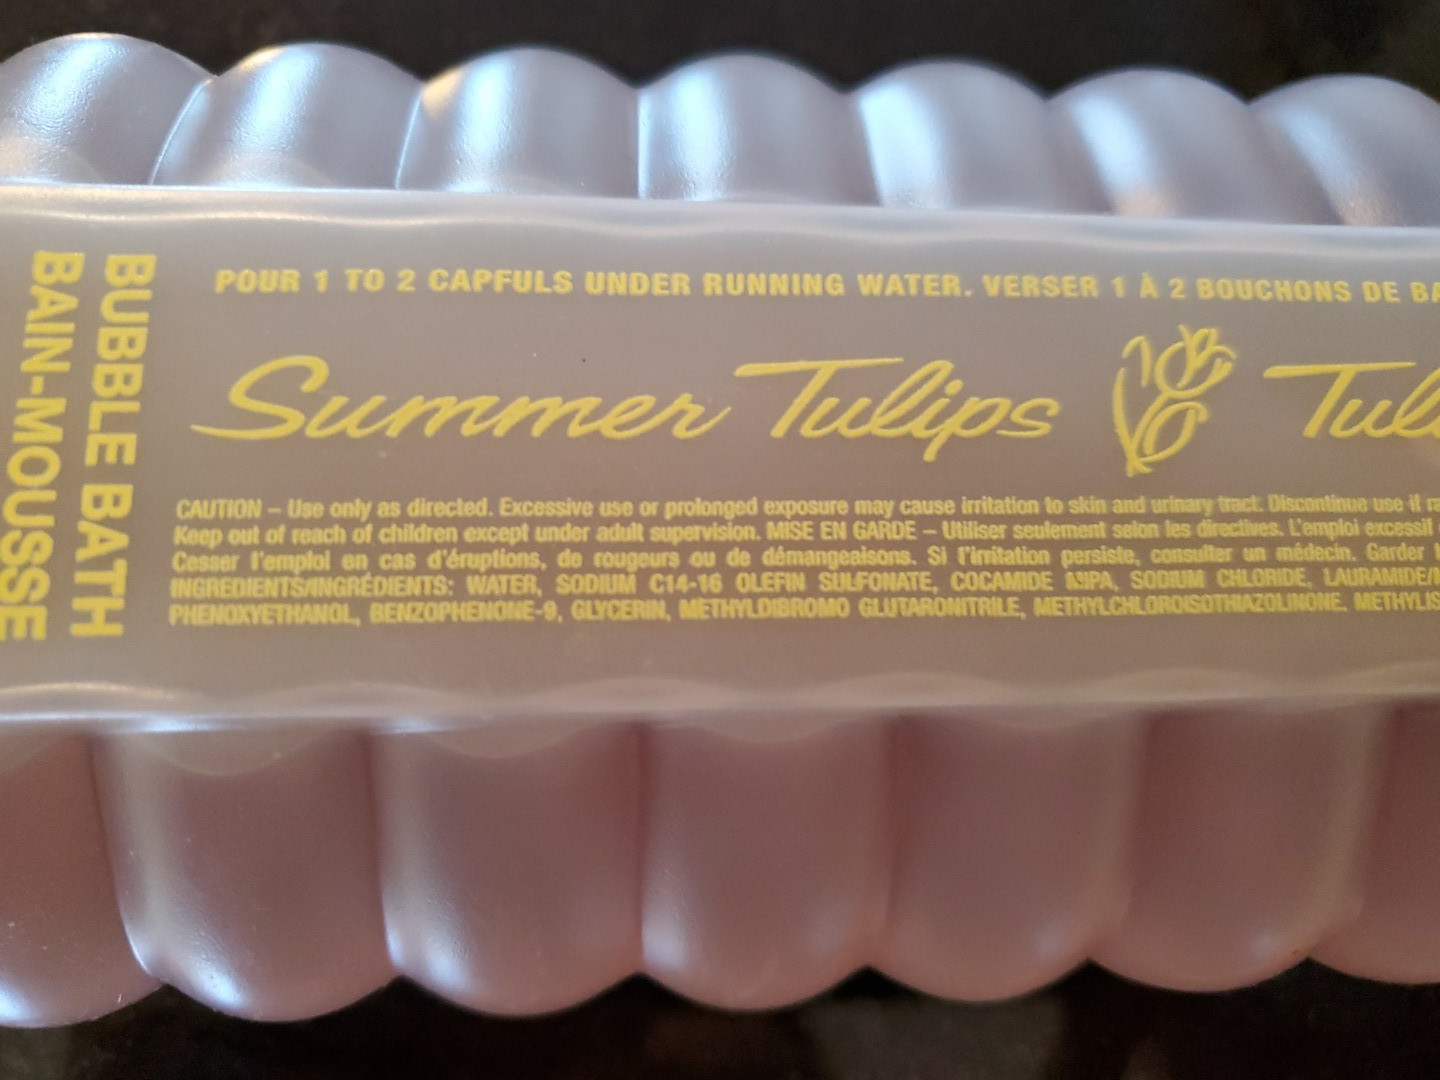 BUBBLE BATH
BAIN-MOUSSE
POUR 1 TO 2 CAPFULS UNDER RUNNING WATER. VERSER 1 À 2 BOUCHONS DE BA
Summer Tulips Tuli
CAUTION – Use only as directed. Excessive use or prolonged exposure may cause irritation to skin and urinary tract. Discontinue use if r
Keep out of reach of children except under adult supervision. MISE EN GARDE – Utiliser seulement selon les directives. L'emploi excessif
Cesser l'emploi en cas d'éruptions, de rougeurs ou de démangeaisons. Si l'irritation persiste, consulter un médecin. Garder
INGREDIENTS/INGRÉDIENTS: WATER, SODIUM C14-16 OLEFIN SULFONATE, COCAMIDE MIPA, SODIUM CHLORIDE, LAURAMIDE/M
PHENOXYETHANOL, BENZOPHENONE-9, GLYCERIN, METHYLDIBROMO GLUTARONITRILE, METHYLCHLOROISOTHIAZOLINONE, METHYLIS